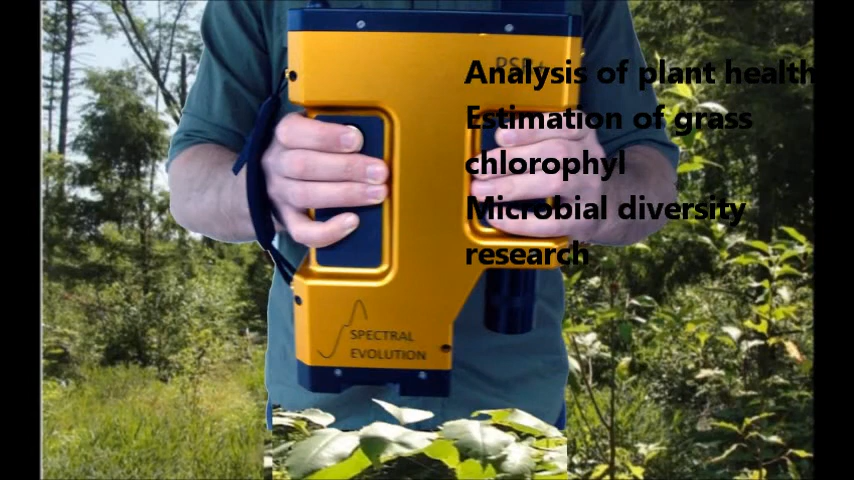 Analysis of plant health
Estimation of grass
chlorophyl
Microbial diversity
research
SPECTRAL
EVOLUTION